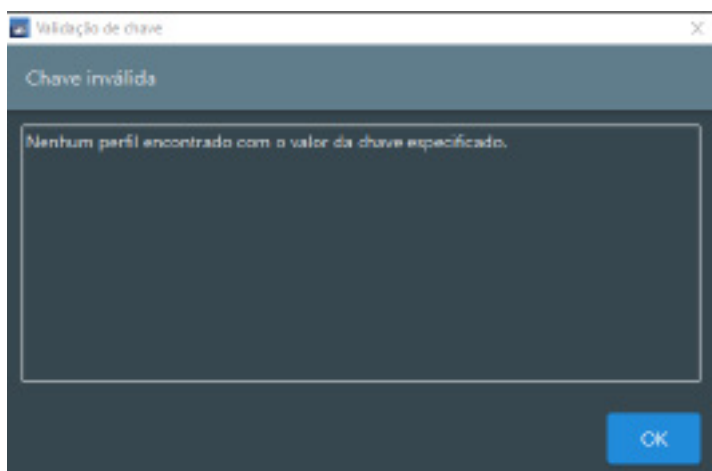 Validação de chave
Chave inválida
Nenhum perfil encontrado com o valor da chave especificado.
OK